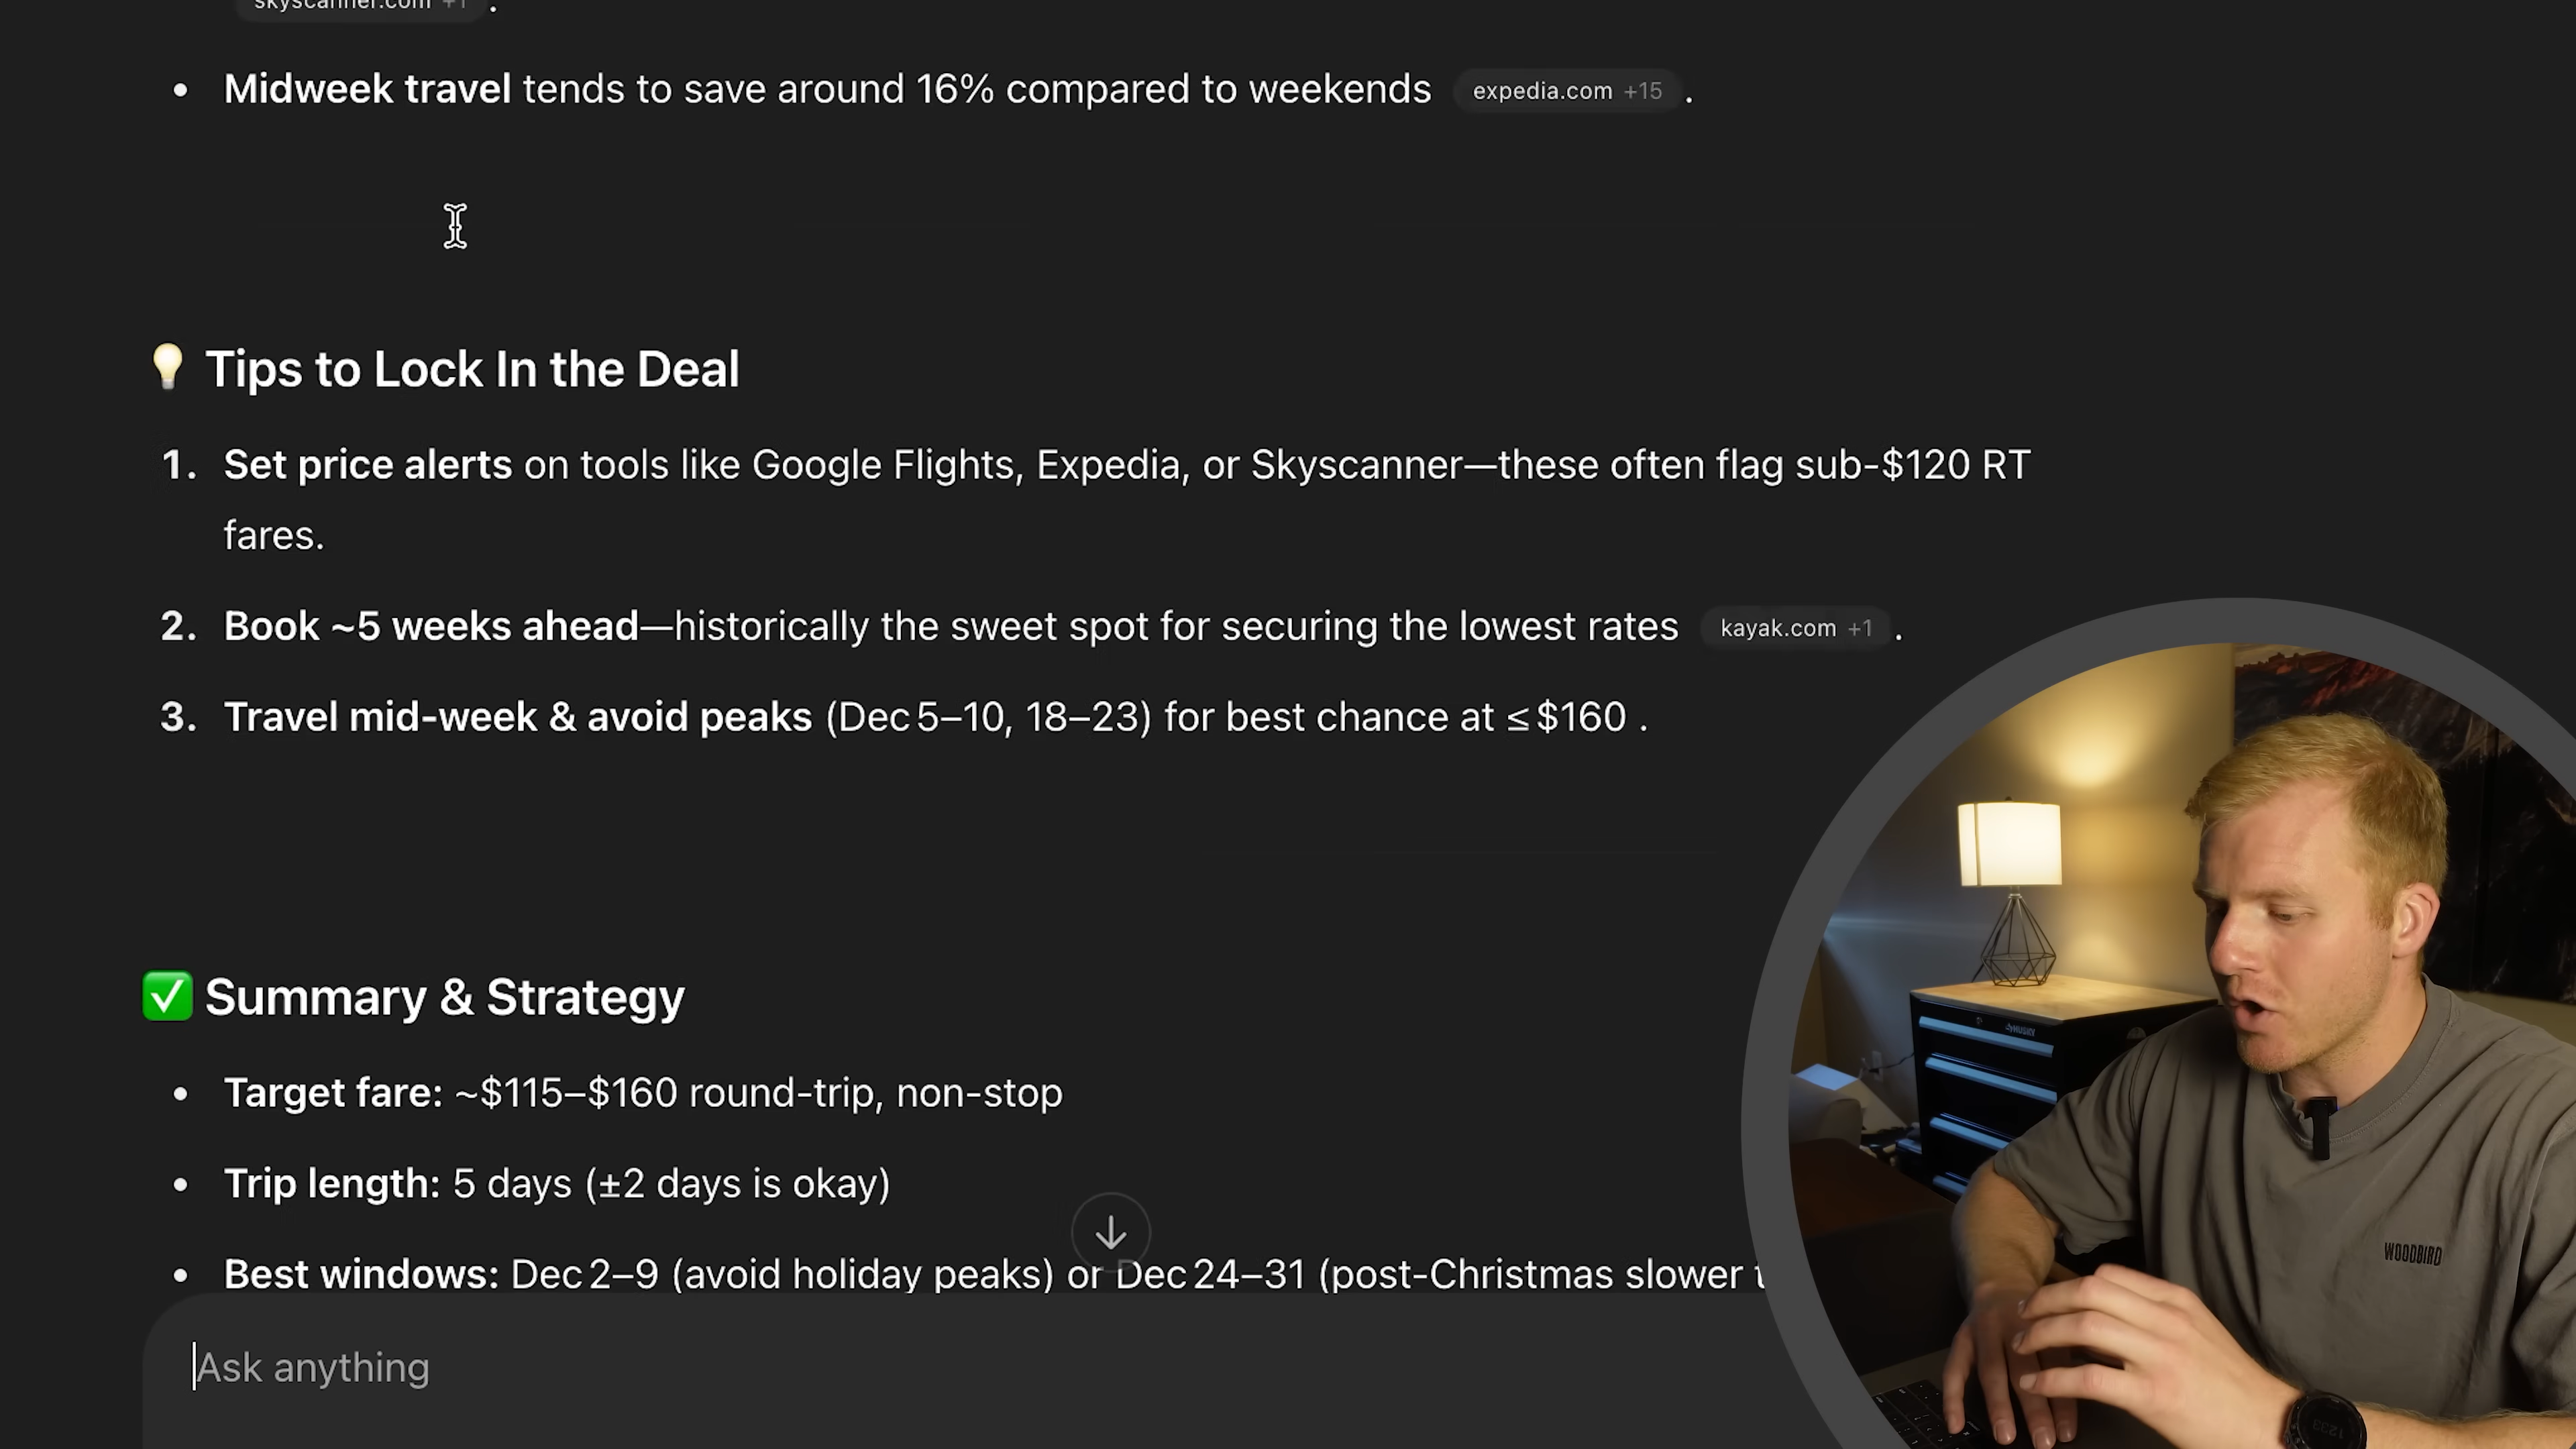 skyscanner.com +1 .
• Midweek travel tends to save around 16% compared to weekends expedia.com +15 .
💡 Tips to Lock In the Deal
1. Set price alerts on tools like Google Flights, Expedia, or Skyscanner—these often flag sub-$120 RT
fares.
2. Book ~5 weeks ahead—historically the sweet spot for securing the lowest rates kayak.com +1 .
3. Travel mid-week & avoid peaks (Dec 5–10, 18–23) for best chance at ≤ $160 .
✅ Summary & Strategy
• Target fare: ~$115–$160 round-trip, non-stop
• Trip length: 5 days (±2 days is okay)
• Best windows: Dec 2–9 (avoid holiday peaks) or Dec 24–31 (post-Christmas slower
Ask anything
HUSKY
WOODBIRD